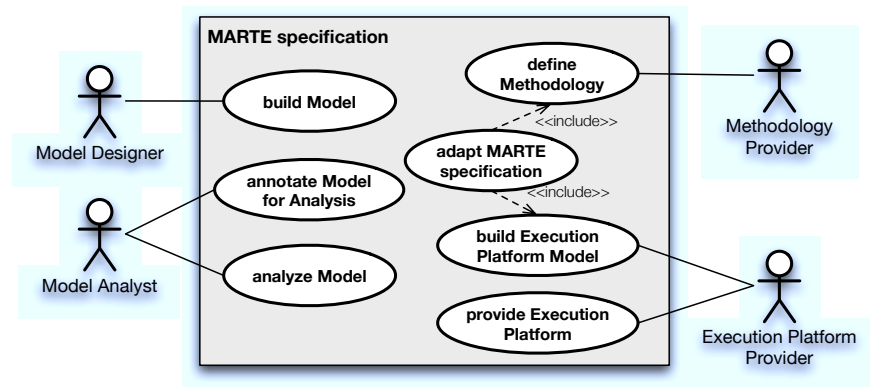 MARTE specification
define
Methodology
build Model
<<include>>
Model Designer
Methodology
Provider
adapt MARTE
specification
annotate Model
for Analysis
<<include>>
build Execution
Platform Model
analyze Model
Model Analyst
provide Execution
Platform
Execution Platform
Provider